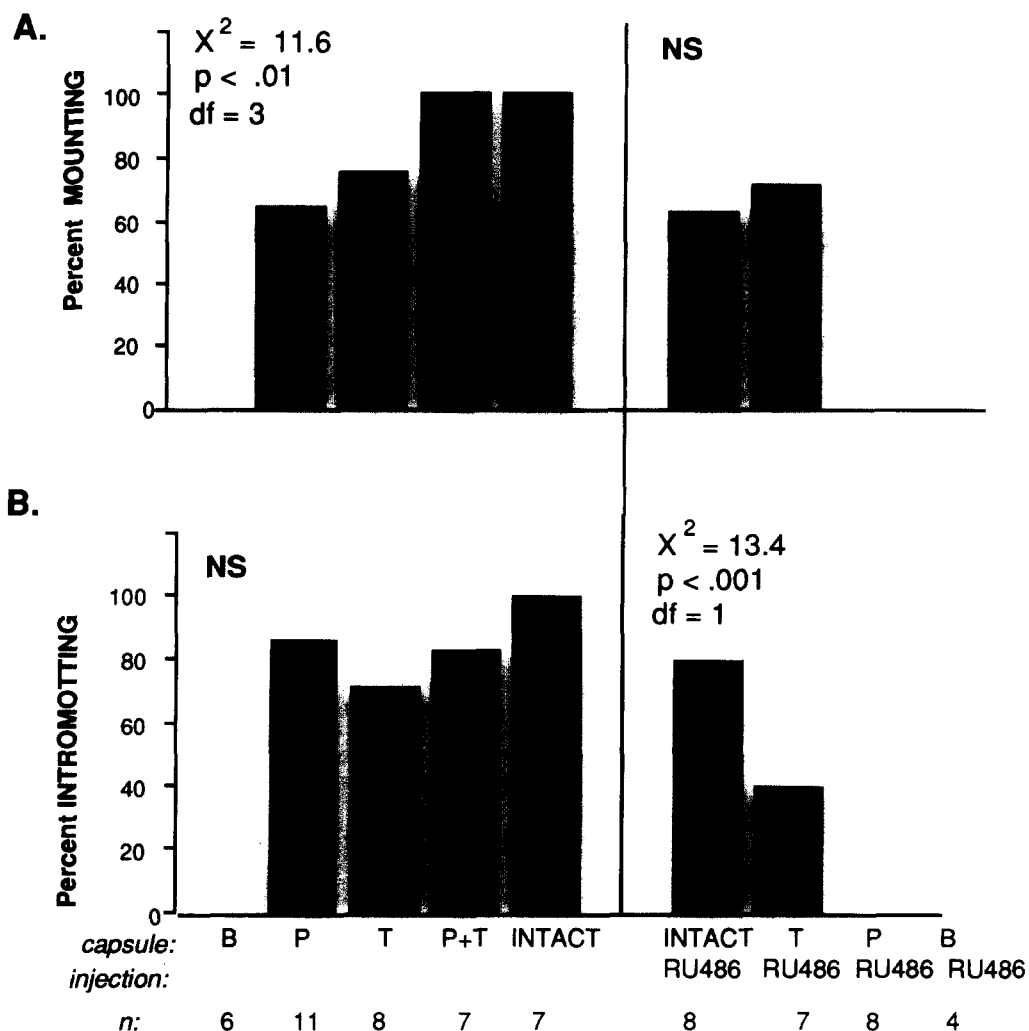 A.
X² = 11.6
p < .01
df = 3
NS
Percent MOUNTING
100
80
60
40
20
0
B.
NS
X² = 13.4
p < .001
df = 1
Percent INTROMOTTING
100
80
60
40
20
0
capsule: B P T P+T INTACT INTACT T P B
injection: RU486 RU486 RU486 RU486
n: 6 11 8 7 7 8 7 8 4